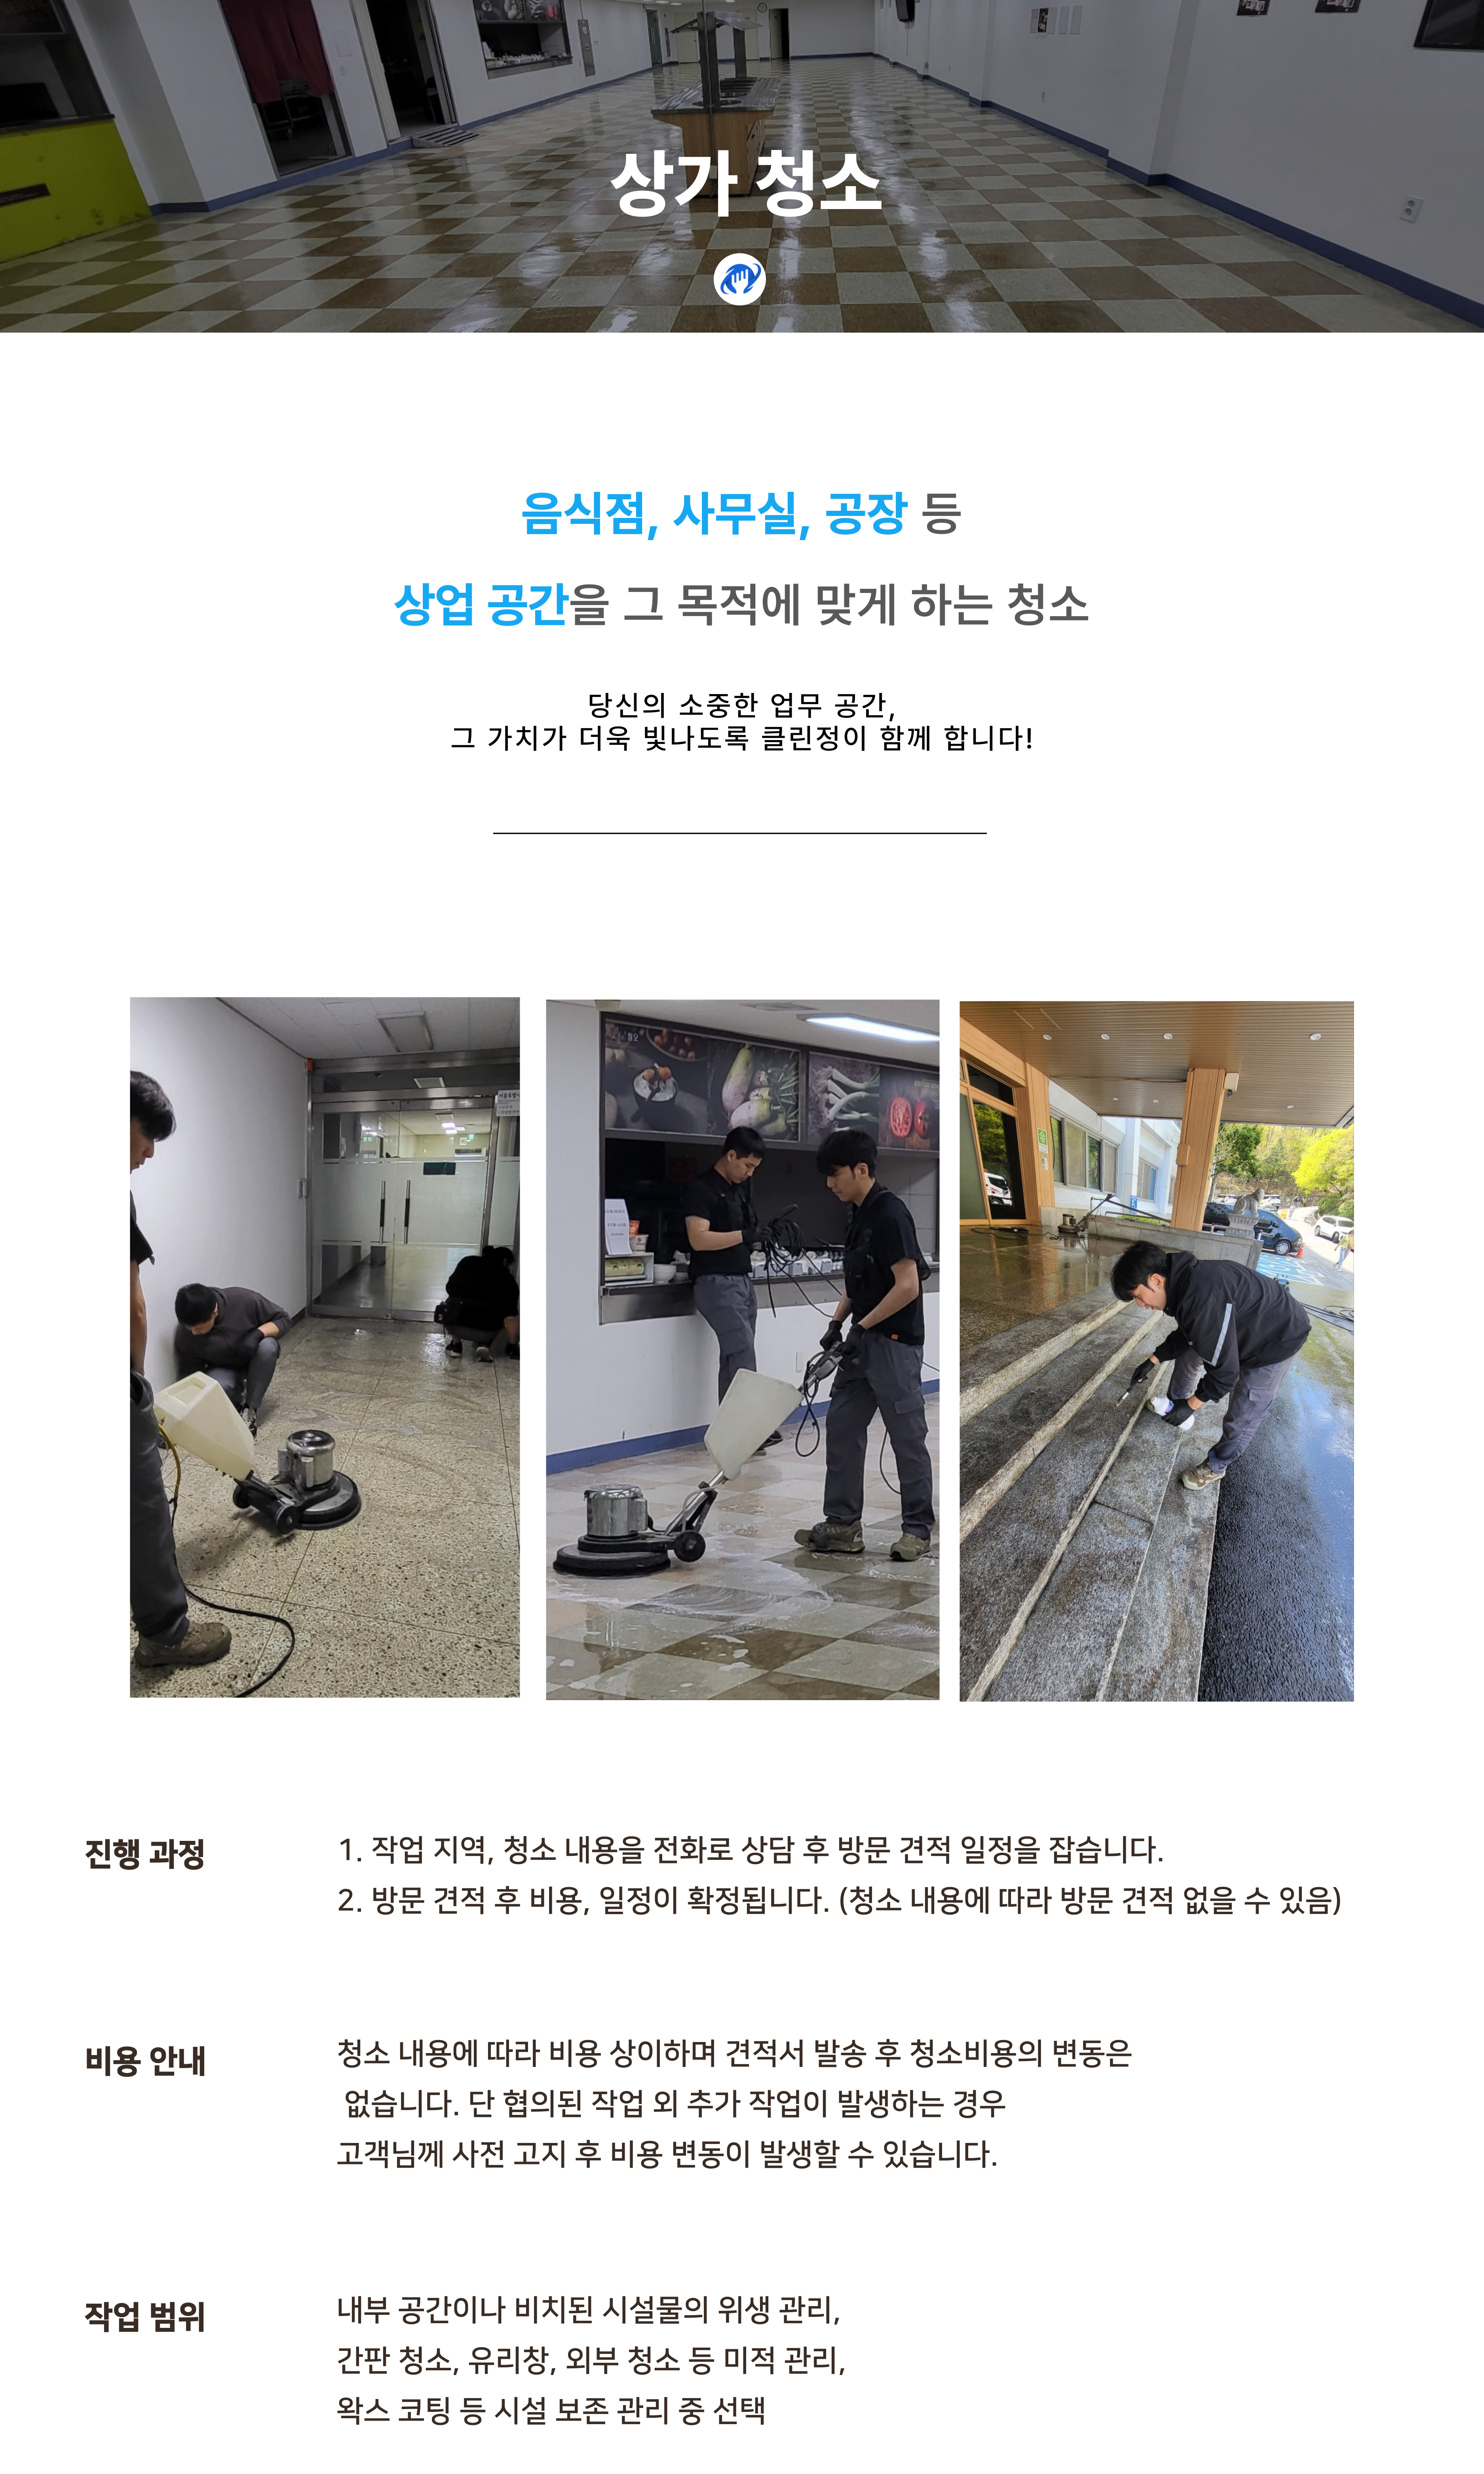 상가 청소
음식점, 사무실, 공장 등
상업 공간을 그 목적에 맞게 하는 청소
당신의 소중한 업무 공간,
그 가치가 더욱 빛나도록 클린정이 함께 합니다!
진행 과정
1. 작업 지역, 청소 내용을 전화로 상담 후 방문 견적 일정을 잡습니다.
2. 방문 견적 후 비용, 일정이 확정됩니다. (청소 내용에 따라 방문 견적 없을 수 있음)
비용 안내
청소 내용에 따라 비용 상이하며 견적서 발송 후 청소비용의 변동은
없습니다. 단 협의된 작업 외 추가 작업이 발생하는 경우
고객님께 사전 고지 후 비용 변동이 발생할 수 있습니다.
작업 범위
내부 공간이나 비치된 시설물의 위생 관리,
간판 청소, 유리창, 외부 청소 등 미적 관리,
왁스 코팅 등 시설 보존 관리 중 선택